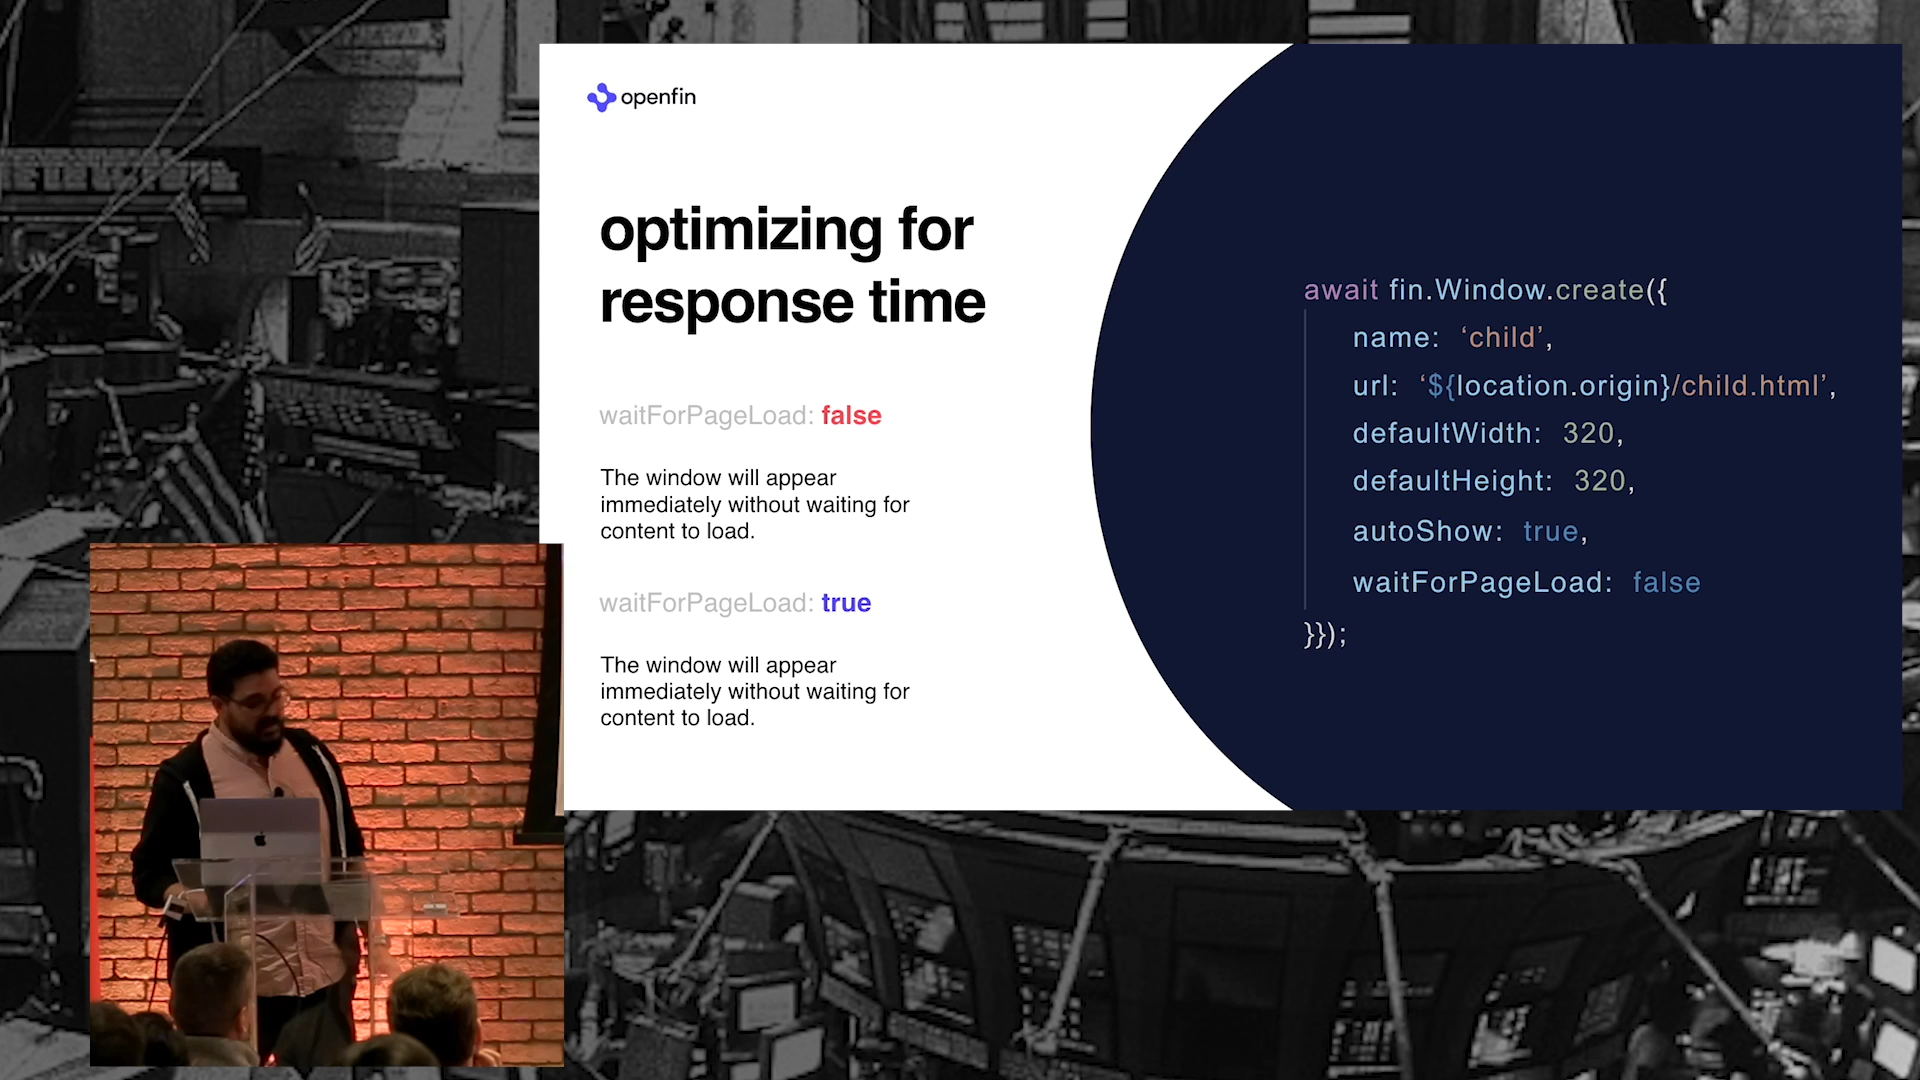 openfin
optimizing for
response time
waitForPageLoad: false
The window will appear
immediately without waiting for
content to load.
waitForPageLoad: true
The window will appear
immediately without waiting for
content to load.
await fin.Window.create({
name: ‘child’,
url: ‘${location.origin}/child.html’,
defaultWidth: 320,
defaultHeight: 320,
autoShow: true,
waitForPageLoad: false
}});